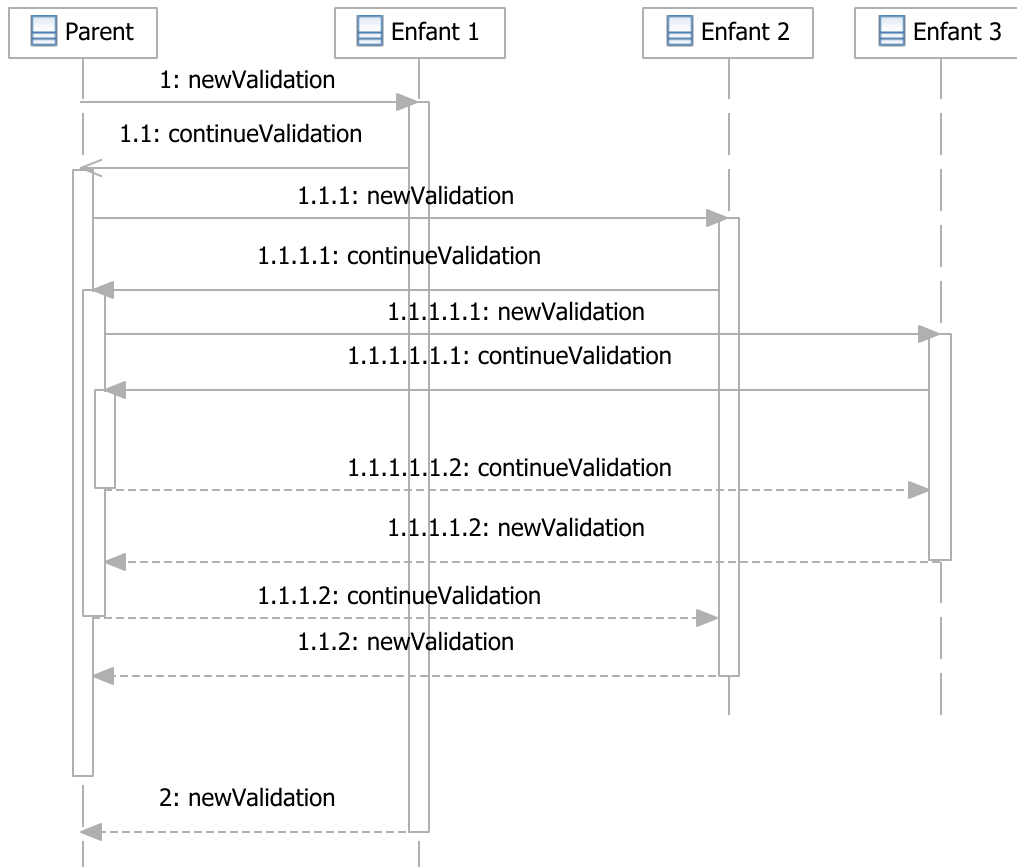 Parent
Enfant 1
Enfant 2
Enfant 3
1: newValidation
1.1: continueValidation
1.1.1: newValidation
1.1.1.1: continueValidation
1.1.1.1.1: newValidation
1.1.1.1.1.1: continueValidation
1.1.1.1.1.2: continueValidation
1.1.1.1.2: newValidation
1.1.1.2: continueValidation
1.1.2: newValidation
2: newValidation